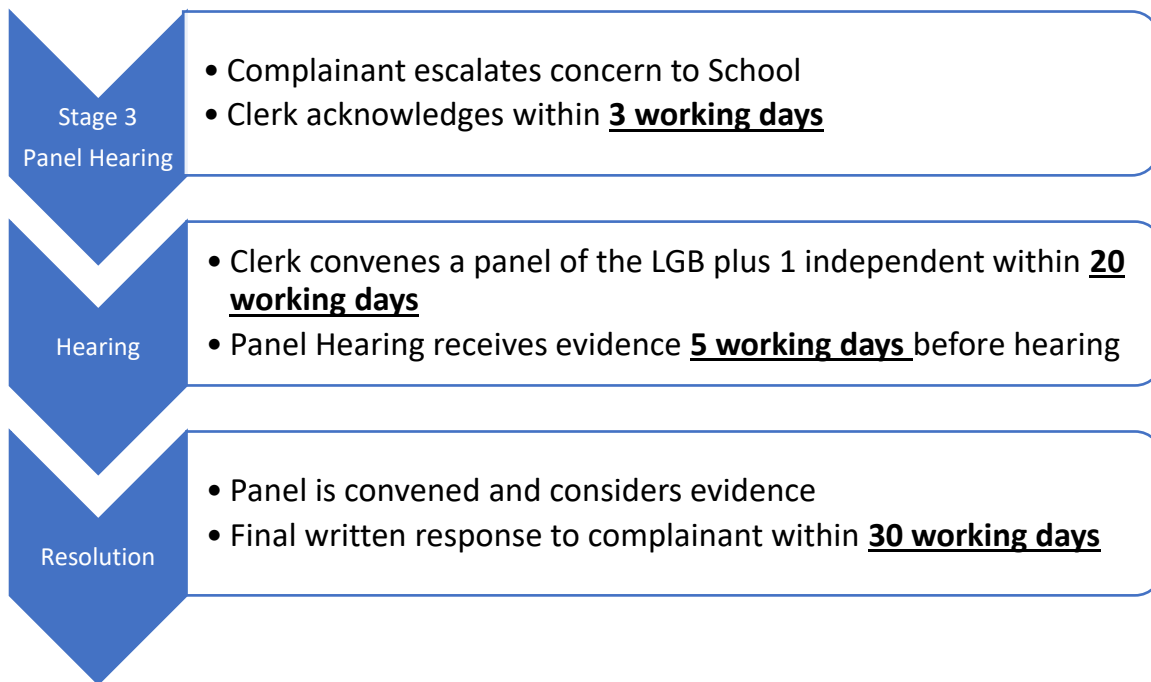 Stage 3
Panel Hearing
• Complainant escalates concern to School
• Clerk acknowledges within 3 working days
Hearing
• Clerk convenes a panel of the LGB plus 1 independent within 20
working days
• Panel Hearing receives evidence 5 working days before hearing
Resolution
• Panel is convened and considers evidence
• Final written response to complainant within 30 working days